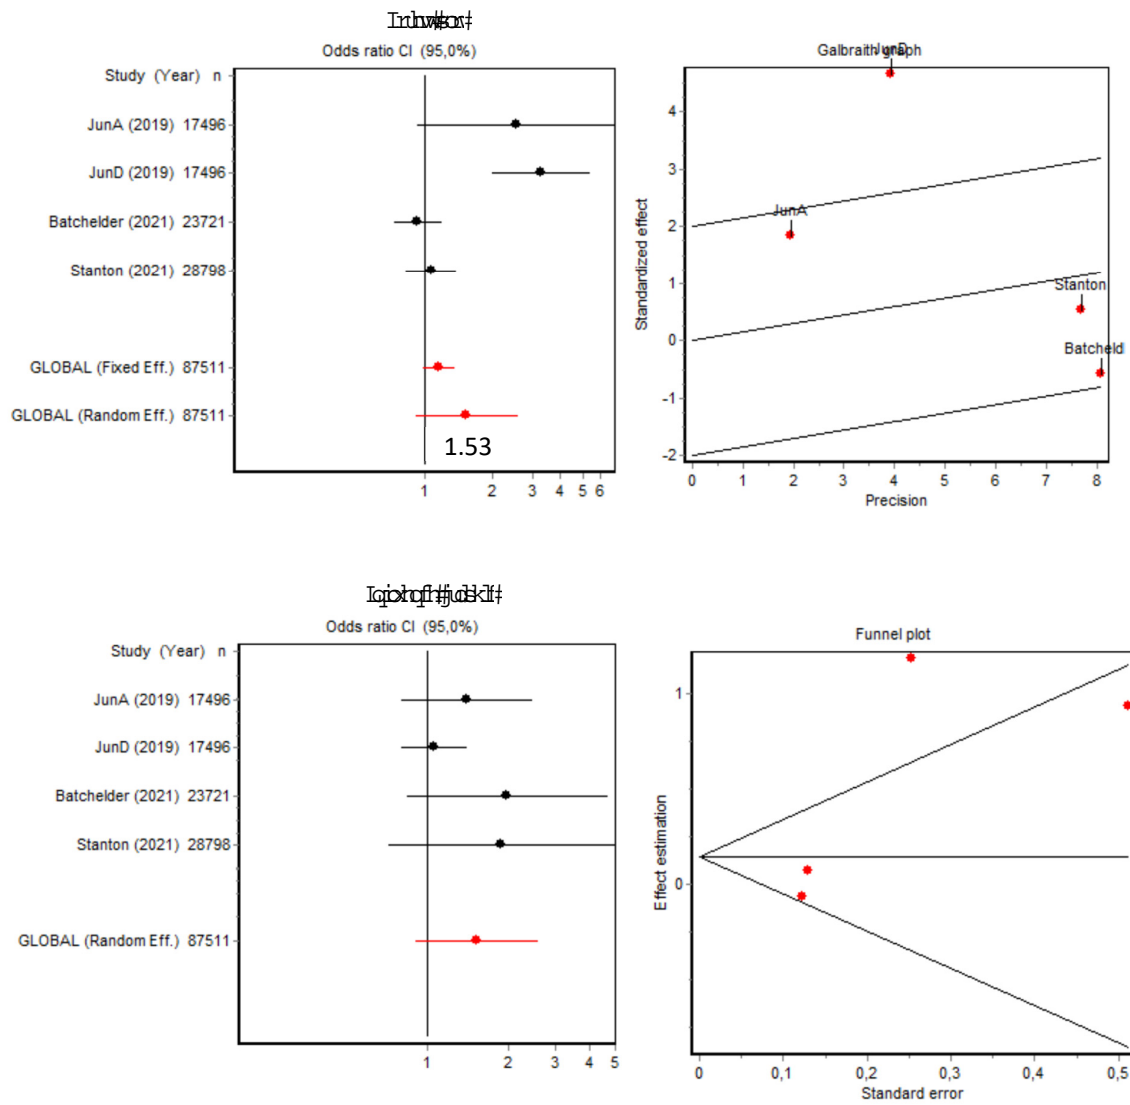 Odds ratio CI (95,0%)
Study (Year) n
JunA (2019) 17496
JunD (2019) 17496
Batchelder (2021) 23721
Stanton (2021) 28798
GLOBAL (Fixed Eff.) 87511
GLOBAL (Random Eff.) 87511
1.53
1 2 3 4 5 6
Galbraith graph
JunD
4
3
2
1
0
-1
-2
JunA
Stanton
Batcheld
Standardized effect
0 1 2 3 4 5 6 7 8
Precision
Odds ratio CI (95,0%)
Study (Year) n
JunA (2019) 17496
JunD (2019) 17496
Batchelder (2021) 23721
Stanton (2021) 28798
GLOBAL (Random Eff.) 87511
1 2 3 4 5
Funnel plot
1
0
Effect estimation
0 0,1 0,2 0,3 0,4 0,5
Standard error